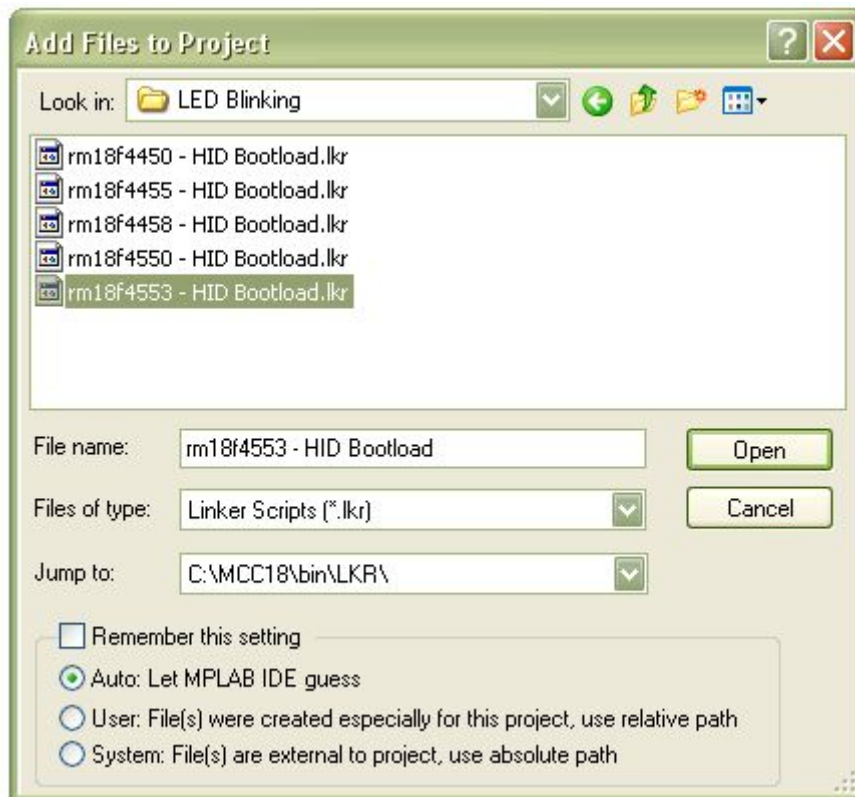 Add Files to Project
Look in: LED Blinking
rm18f4450 - HID Bootload.lkr
rm18f4455 - HID Bootload.lkr
rm18f4458 - HID Bootload.lkr
rm18f4550 - HID Bootload.lkr
rm18f4553 - HID Bootload.lkr
File name: rm18f4553 - HID Bootload Open
Files of type: Linker Scripts (*.lkr) Cancel
Jump to: C:\MCC18\bin\LKR\
Remember this setting
Auto: Let MPLAB IDE guess
User: File(s) were created especially for this project, use relative path
System: File(s) are external to project, use absolute path